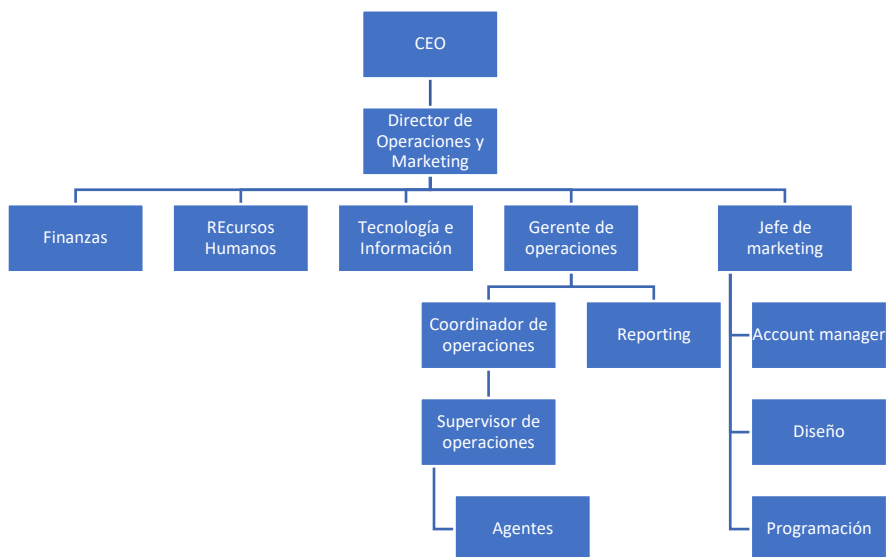 CEO
Director de
Operaciones y
Marketing
Finanzas
REcursos
Humanos
Tecnología e
Información
Gerente de
operaciones
Jefe de
marketing
Coordinador de
operaciones
Reporting
Account manager
Supervisor de
operaciones
Diseño
Agentes
Programación